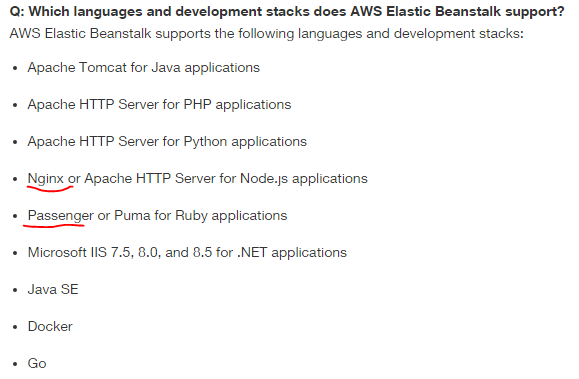 Q: Which languages and development stacks does AWS Elastic Beanstalk support?
AWS Elastic Beanstalk supports the following languages and development stacks:
• Apache Tomcat for Java applications
• Apache HTTP Server for PHP applications
• Apache HTTP Server for Python applications
• Nginx or Apache HTTP Server for Node.js applications
• Passenger or Puma for Ruby applications
• Microsoft IIS 7.5, 8.0, and 8.5 for .NET applications
• Java SE
• Docker
• Go